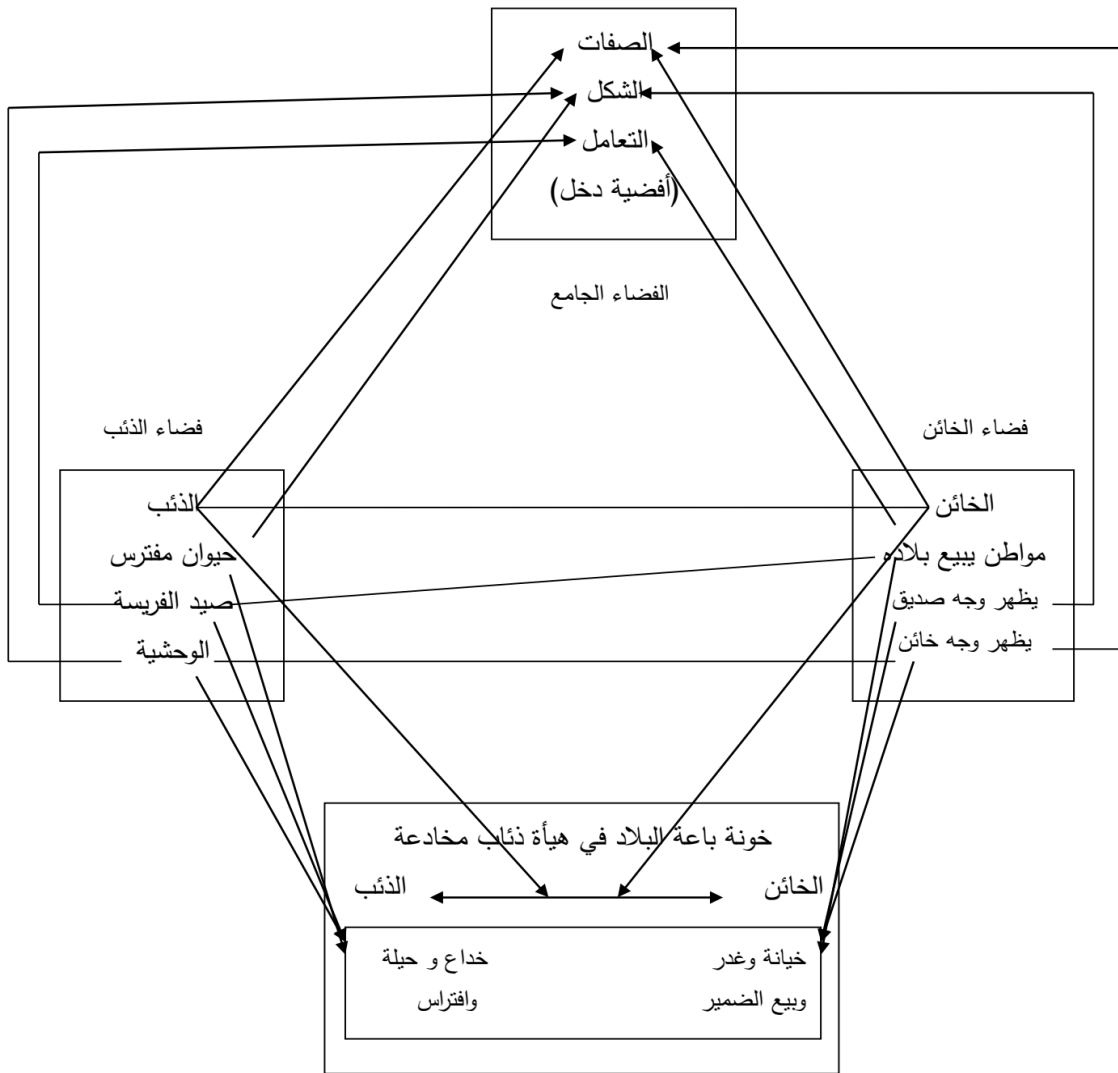 الصفات
الشكل
التعامل
(أفضية دخل)
الفضاء الجامع
فضاء الخائن
فضاء الذئب
الخائن
مواطن يبيع بلاده
يظهر وجه صديق
يظهر وجه خائن
الذئب
حيوان مفترس
صيد الفريسة
الوحشية
خونة باعة البلاد في هيأة ذئاب مخادعة
الخائن
الذئب
خيانة وغدر
وبيع الضمير
خداع و حيلة
وافتراس